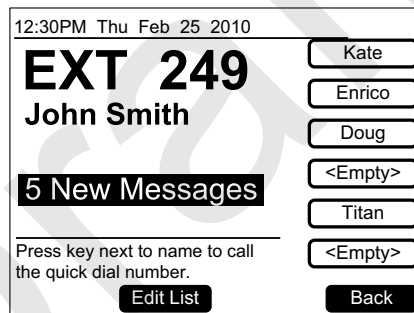 12:30PM Thu Feb 25 2010
EXT 249
John Smith
5 New Messages
Press key next to name to call
the quick dial number.
Edit List
Kate
Enrico
Doug
<Empty>
Titan
<Empty>
Back